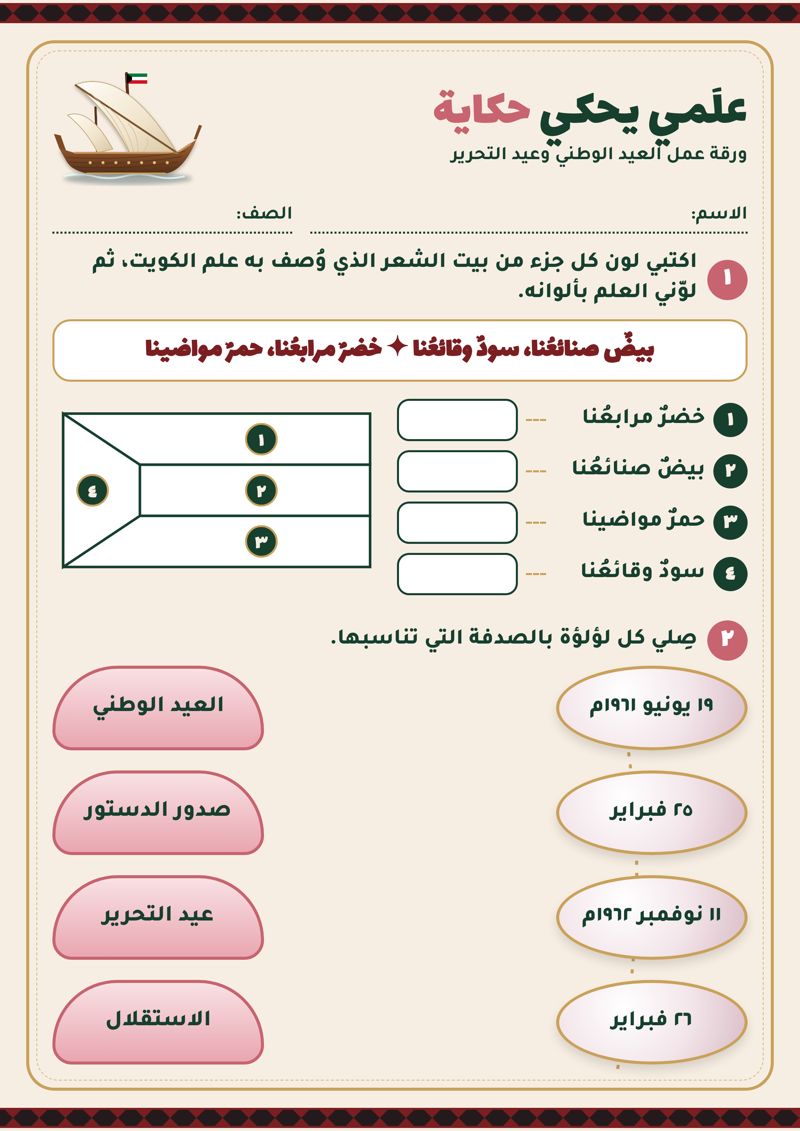 علَمي يحكي حكاية
ورقة عمل العيد الوطني وعيد التحرير
الاسم:
الصف:
١
اكتبي لون كل جزء من بيت الشعر الذي وُصف به علم الكويت، ثم
لوّني العلم بألوانه.
بيضٌ صنائعُنا، سودٌ وقائعُنا ✦ خضرٌ مرابعُنا، حمرٌ مواضينا
١ خضرٌ مرابعُنا
٢ بيضٌ صنائعُنا
٣ حمرٌ مواضينا
٤ سودٌ وقائعُنا
١
٢
٣
٤
٢ صِلي كل لؤلؤة بالصدفة التي تناسبها.
١٩ يونيو ١٩٦١م
العيد الوطني
٢٥ فبراير
صدور الدستور
١١ نوفمبر ١٩٦٢م
عيد التحرير
٢٦ فبراير
الاستقلال